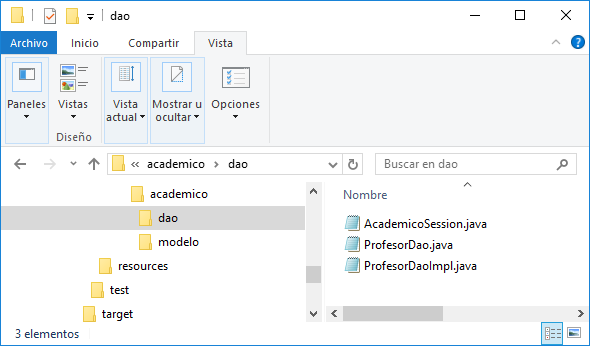 dao
Archivo Inicio Compartir Vista
Paneles Vistas Vista actual Mostrar u ocultar Opciones
Diseño
« academico › dao
Buscar en dao
academico
dao
modelo
resources
test
target
Nombre
AcademicoSession.java
ProfesorDao.java
ProfesorDaoImpl.java
3 elementos